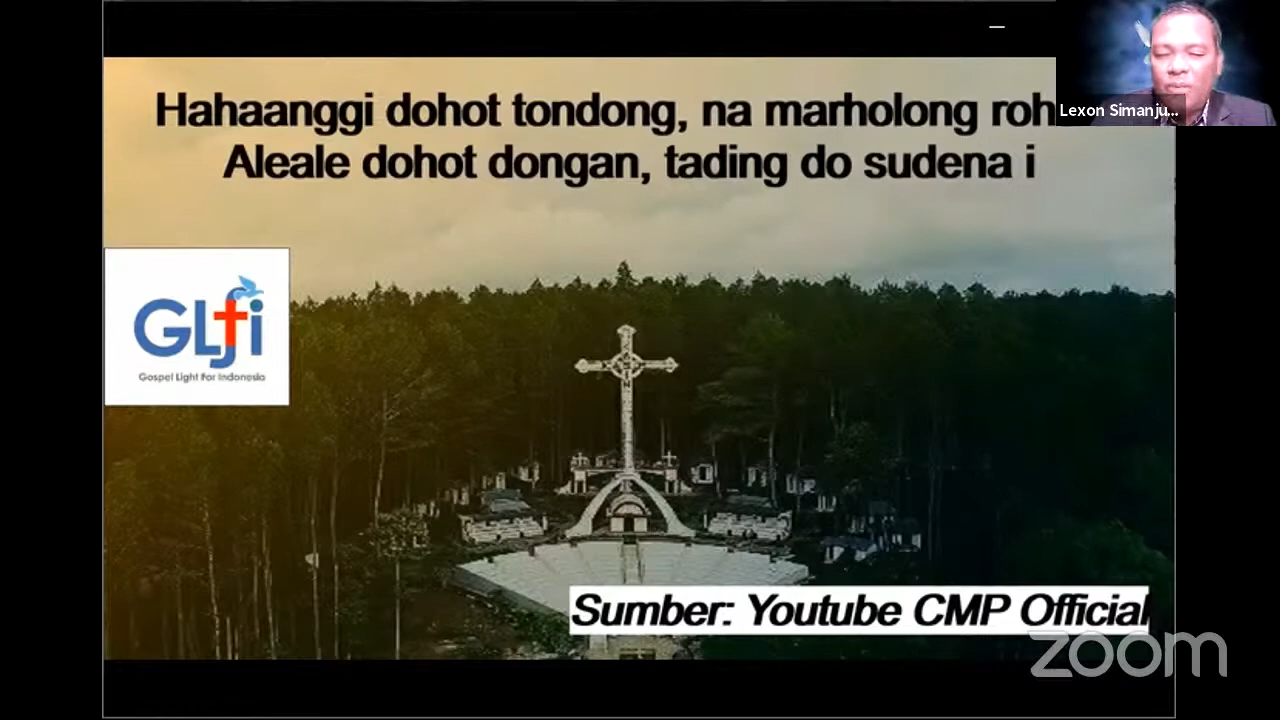 Hahaanggi dohot tondong, na marholong roh
Lexon Simanju...
Aleale dohot dongan, tading do sudena i
GLfi
Gospel Light For Indonesia
Sumber: Youtube CMP Official
zoom